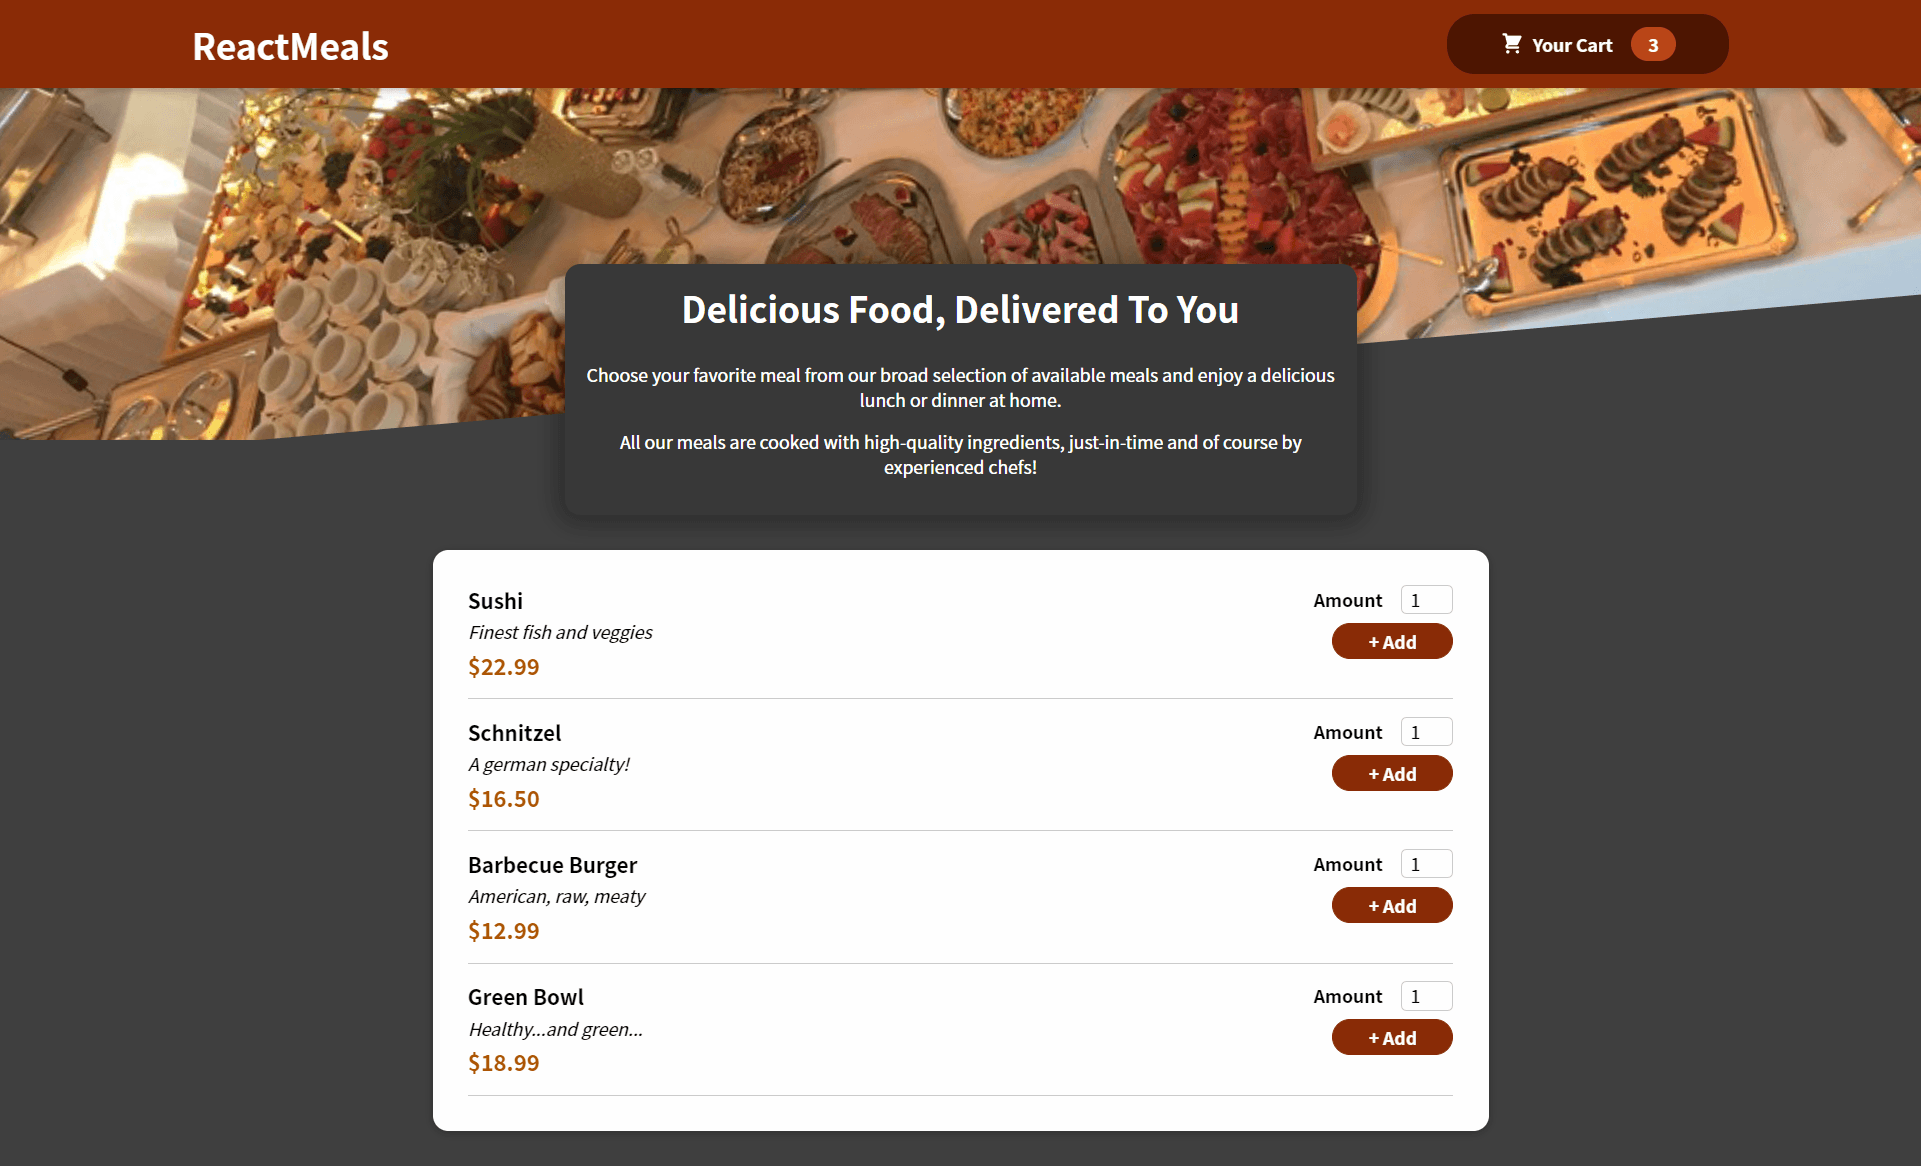 ReactMeals
Your Cart 3
Delicious Food, Delivered To You
Choose your favorite meal from our broad selection of available meals and enjoy a delicious
lunch or dinner at home.
All our meals are cooked with high-quality ingredients, just-in-time and of course by
experienced chefs!
Sushi
Finest fish and veggies
$22.99
Amount 1
+ Add
Schnitzel
A german specialty!
$16.50
Amount 1
+ Add
Barbecue Burger
American, raw, meaty
$12.99
Amount 1
+ Add
Green Bowl
Healthy...and green...
$18.99
Amount 1
+ Add